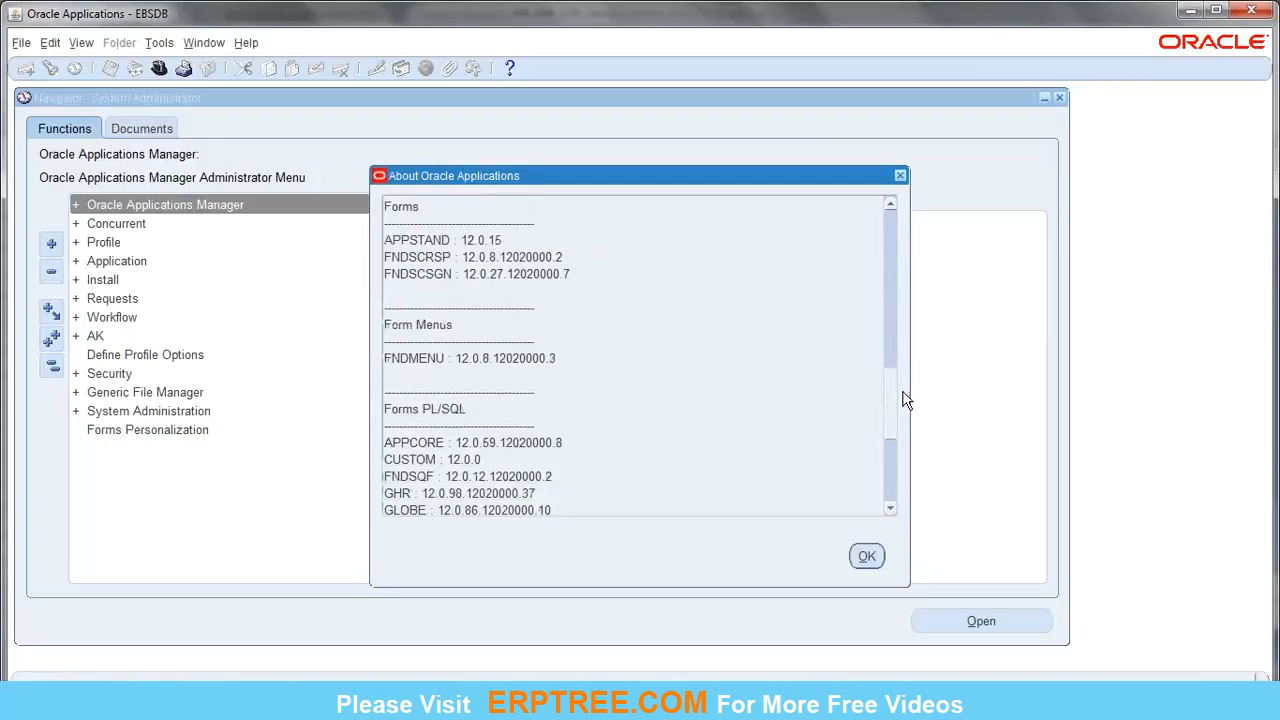 Oracle Applications - EBSDB
File Edit View Folder Tools Window Help
ORACLE
Navigator - System Administrator
Functions Documents
Oracle Applications Manager:
Oracle Applications Manager Administrator Menu
+ Oracle Applications Manager
+ Concurrent
+ Profile
+ Application
+ Install
+ Requests
+ Workflow
+ AK
Define Profile Options
+ Security
+ Generic File Manager
+ System Administration
Forms Personalization
About Oracle Applications
Forms
----------------------------------------
APPSTAND : 12.0.15
FNDSCRSP : 12.0.8.12020000.2
FNDSCSGN : 12.0.27.12020000.7
----------------------------------------
Form Menus
----------------------------------------
FNDMENU : 12.0.8.12020000.3
----------------------------------------
Forms PL/SQL
----------------------------------------
APPCORE : 12.0.59.12020000.8
CUSTOM : 12.0.0
FNDSQF : 12.0.12.12020000.2
GHR : 12.0.98.12020000.37
GLOBE : 12.0.86.12020000.10
OK
Open
Please Visit ERPTREE.COM For More Free Videos